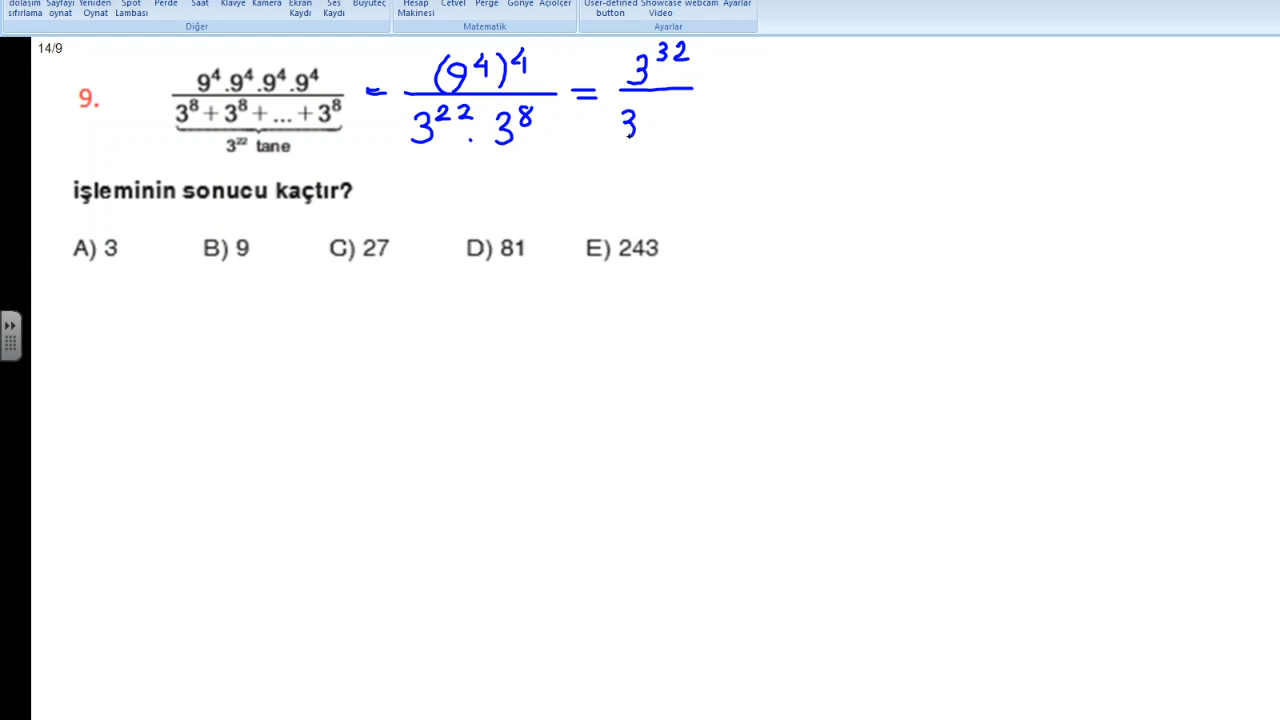 dolaşım Sayfayı Yeniden Spot Perde Saat Klavye Kamera Ekran Ses Büyüteç Hesap Cetvel Perge Gönye Açıölçer User-defined Showcase webcam Ayarlar
sıfırlama oynat Oynat Lambası Kaydı Kaydı Makinesi button Video
Diğer Matematik Ayarlar
14/9
9. 9⁴.9⁴.9⁴.9⁴ / 3⁸ + 3⁸ + ... + 3⁸ - (9⁴)⁴ / 3²² . 3⁸ = 3³² / 3
3²² tane
işleminin sonucu kaçtır?
A) 3 B) 9 C) 27 D) 81 E) 243